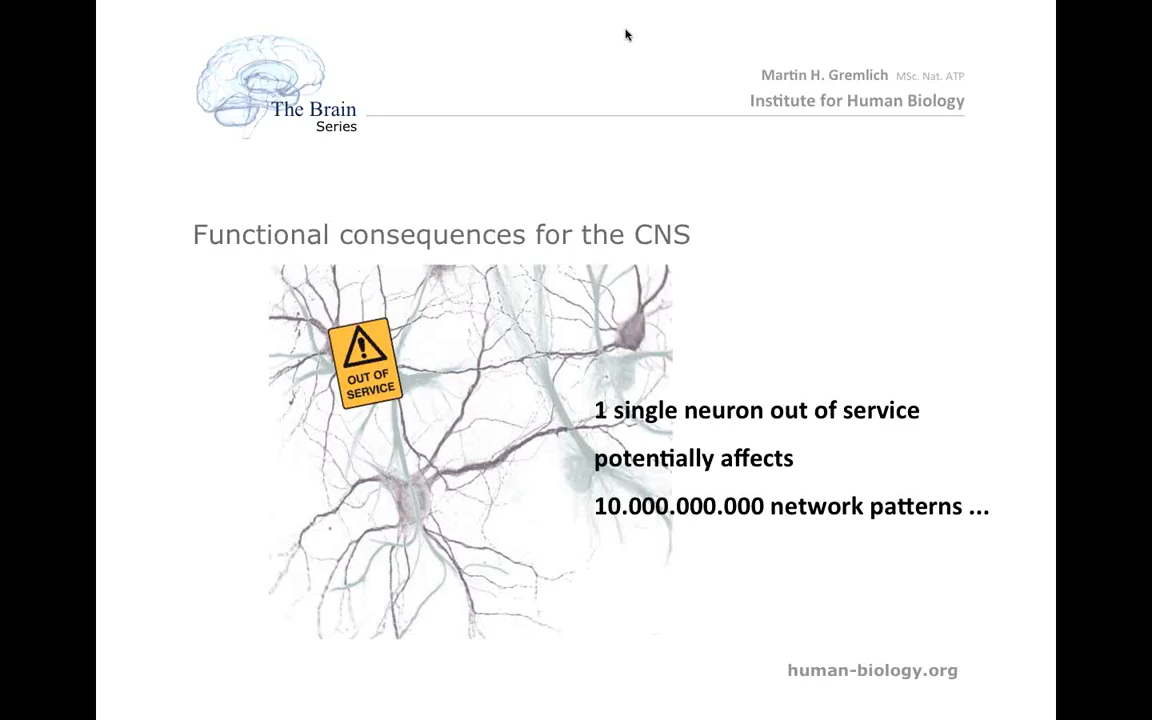 The Brain
Series
Martin H. Gremlich MSc. Nat. ATP
Institute for Human Biology
Functional consequences for the CNS
OUT OF
SERVICE
1 single neuron out of service
potentially affects
10.000.000.000 network patterns ...
human-biology.org